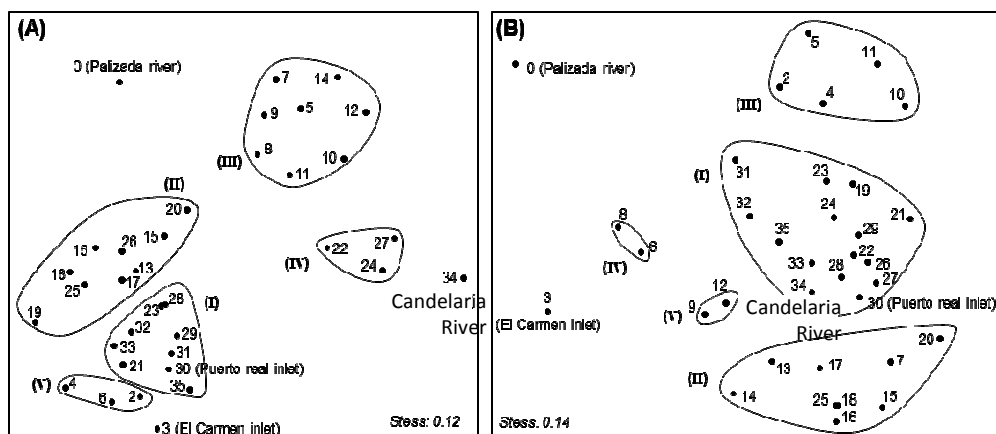 (A)
0 (Palizada river)
7
14
9
5
12
8
10
11
(III)
(II)
20
15
26
13
17
25
19
22
27
24
(IV)
34
Candelaria
River
(I)
23
28
32
29
33
31
21
30 (Puerto real inlet)
35
(V)
4
6
2
3 (El Carmen inlet)
Stess: 0.12
(B)
0 (Palizada river)
5
11
2
4
10
(III)
(I)
31
23
19
32
24
21
35
29
22
33
28
26
27
34
30 (Puerto real inlet)
Candelaria
River
8
6
(IV)
3
(El Carmen inlet)
12
9
(V)
20
(II)
13
17
7
14
25
18
15
16
Stess: 0.14